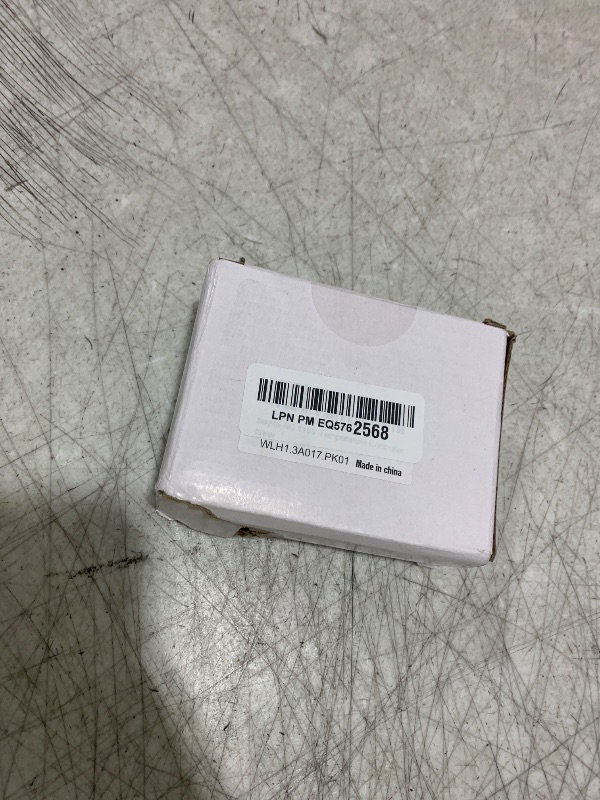 LPN PM EQ5762568
WLH1.3A017.PK01 Made in china